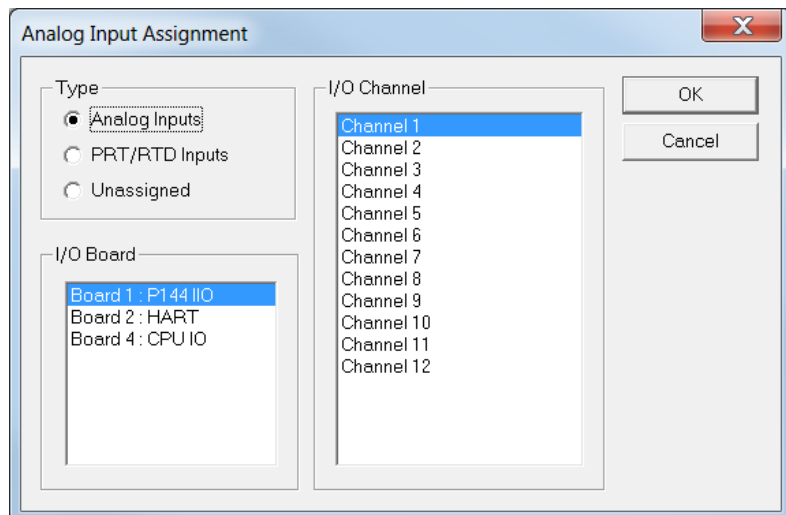 Analog Input Assignment
Type
Analog Inputs
PRT/RTD Inputs
Unassigned
I/O Board
Board 1 : P144 IIO
Board 2 : HART
Board 4 : CPU IO
I/O Channel
Channel 1
Channel 2
Channel 3
Channel 4
Channel 5
Channel 6
Channel 7
Channel 8
Channel 9
Channel 10
Channel 11
Channel 12
OK
Cancel